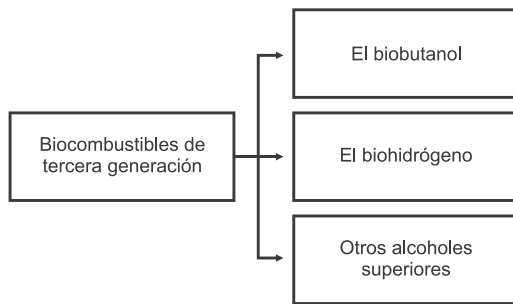 El biobutanol
Biocombustibles de
tercera generación
El biohidrógeno
Otros alcoholes
superiores